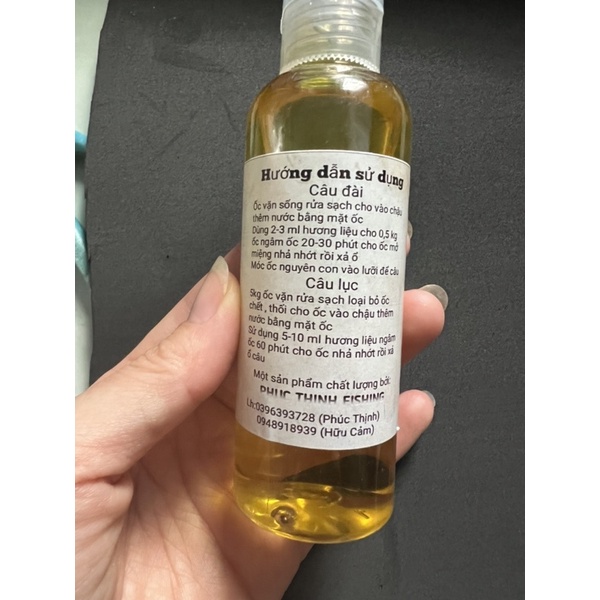 Hướng dẫn sử dụng
Câu đài
Ốc vặn sống rửa sạch cho vào chậu
thêm nước bằng mặt ốc
Dùng 2-3 ml hương liệu cho 0,5 kg
ốc ngâm ốc 20-30 phút cho ốc mở
miệng nhả nhớt rồi xả ổ
Móc ốc nguyên con vào lưỡi để câu
Câu lục
5kg ốc vặn rửa sạch loại bỏ ốc
chết , thối cho ốc vào chậu thêm
nước bằng mặt ốc
Sử dụng 5-10 ml hương liệu ngâm
ốc 60 phút cho ốc nhả nhớt rồi xả
ổ câu
Một sản phẩm chất lượng bởi:
PHUC THINH FISHING
Lh:0396393728 (Phúc Thịnh)
0948918939 (Hữu Cảm)